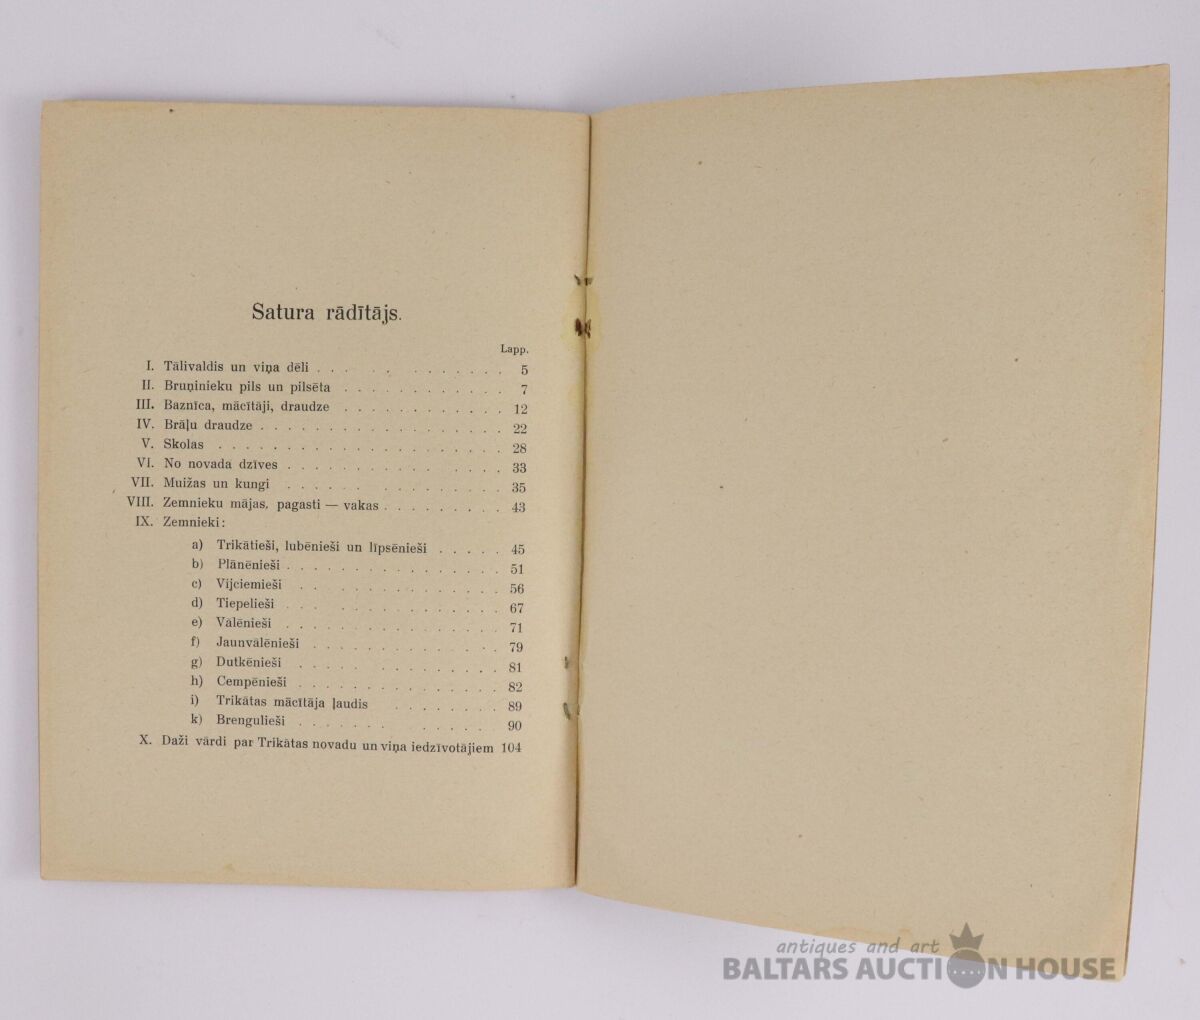 Satura rādītājs.
Lapp.
I. Tālivaldis un viņa dēli . . . . . . . . . . . 5
II. Bruņinieku pils un pilsēta . . . . . . . . . . . 7
III. Baznīca, mācītāji, draudze . . . . . . . . . . . 12
IV. Brāļu draudze . . . . . . . . . . . . . . . . . . 22
V. Skolas . . . . . . . . . . . . . . . . . . . . . 28
VI. No novada dzīves . . . . . . . . . . . . . . . 33
VII. Muižas un kungi . . . . . . . . . . . . . . . 35
VIII. Zemnieku mājas, pagasti — vakas . . . . . . . . . 43
IX. Zemnieki:
a) Trikātieši, lubēnieši un līpsēnieši . . . . . 45
b) Plānēnieši . . . . . . . . . . . . . . . . 51
c) Vijciemieši . . . . . . . . . . . . . . . 56
d) Tiepelieši . . . . . . . . . . . . . . . . 67
e) Valēnieši . . . . . . . . . . . . . . . . 71
f) Jaunvālēnieši . . . . . . . . . . . . . . 79
g) Dutkēnieši . . . . . . . . . . . . . . . 81
h) Cempēnieši . . . . . . . . . . . . . . . 82
i) Trikātas mācītāja ļaudis . . . . . . . . 89
k) Brengulieši . . . . . . . . . . . . . . 90
X. Daži vārdi par Trikātas novadu un viņa iedzīvotājiem 104
antiques and art
BALTARS AUCTION HOUSE